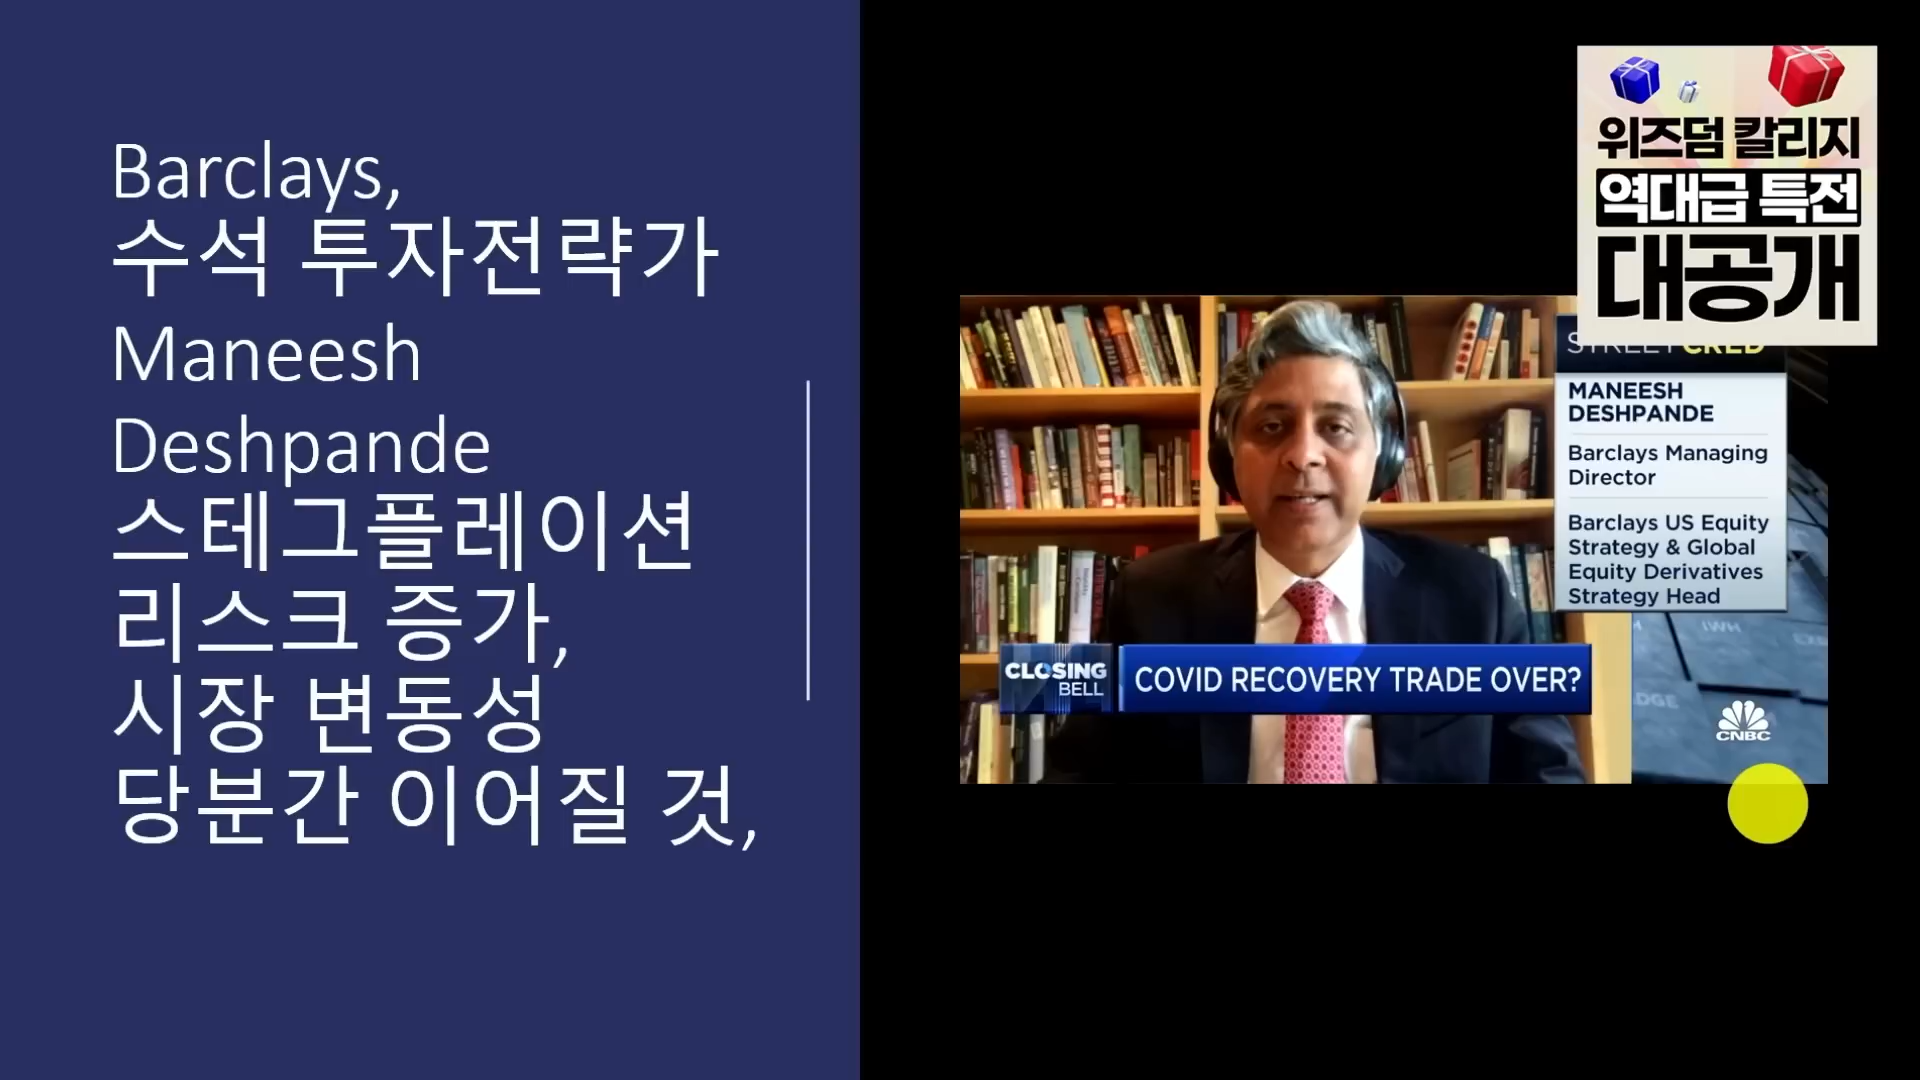 Barclays,
수석 투자전략가
Maneesh
Deshpande
스테그플레이션
리스크 증가,
시장 변동성
당분간 이어질 것,
위즈덤 칼리지
역대급 특전
대공개
STREET CRED
MANEESH
DESHPANDE
Barclays Managing
Director
Barclays US Equity
Strategy & Global
Equity Derivatives
Strategy Head
CLOSING
BELL
COVID RECOVERY TRADE OVER?
IWH
CNBC